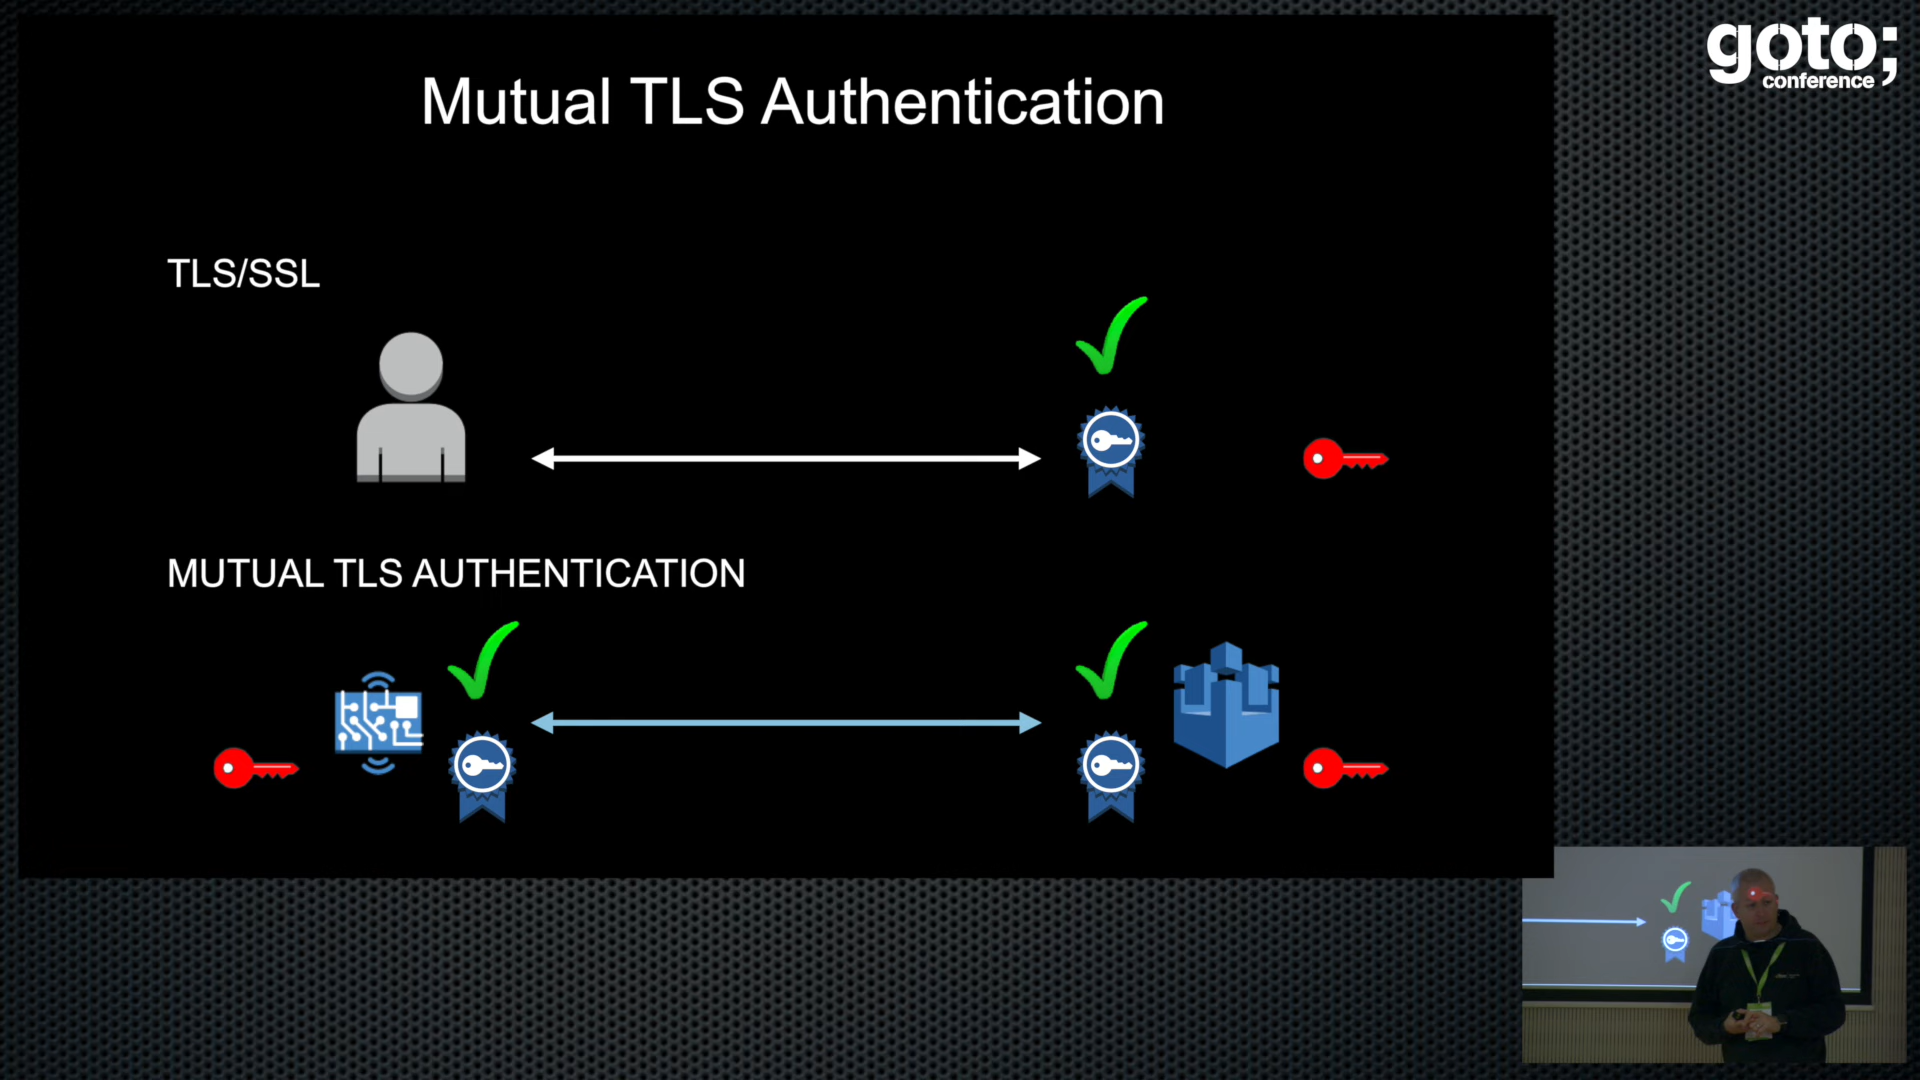 goto;
conference
Mutual TLS Authentication
TLS/SSL
MUTUAL TLS AUTHENTICATION